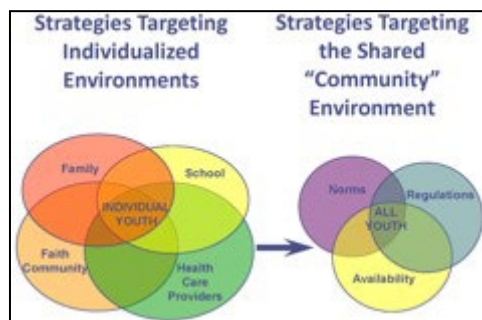 Strategies Targeting
Individualized
Environments
Strategies Targeting
the Shared
“Community”
Environment
Family
School
INDIVIDUAL
YOUTH
Faith
Community
Health
Care
Providers
Norms
Regulations
ALL
YOUTH
Availability